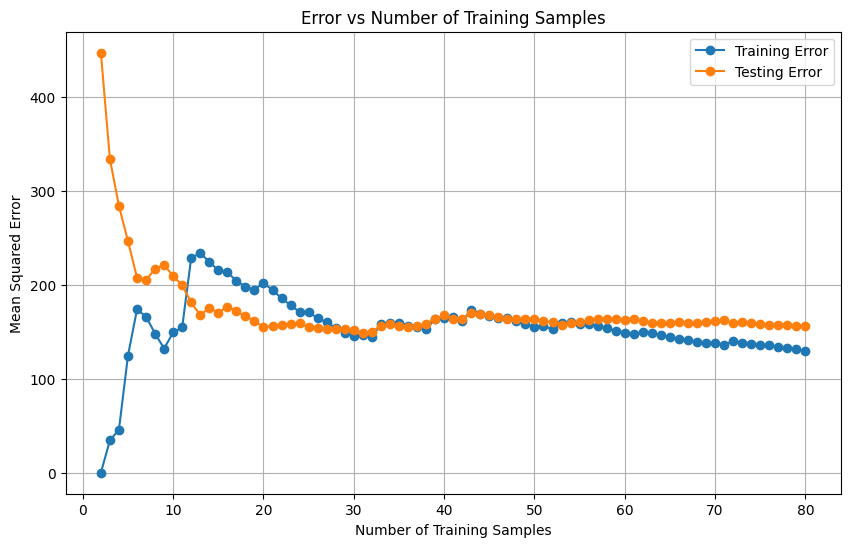 Error vs Number of Training Samples
Training Error
Testing Error
Mean Squared Error
400
300
200
100
0
0 10 20 30 40 50 60 70 80
Number of Training Samples